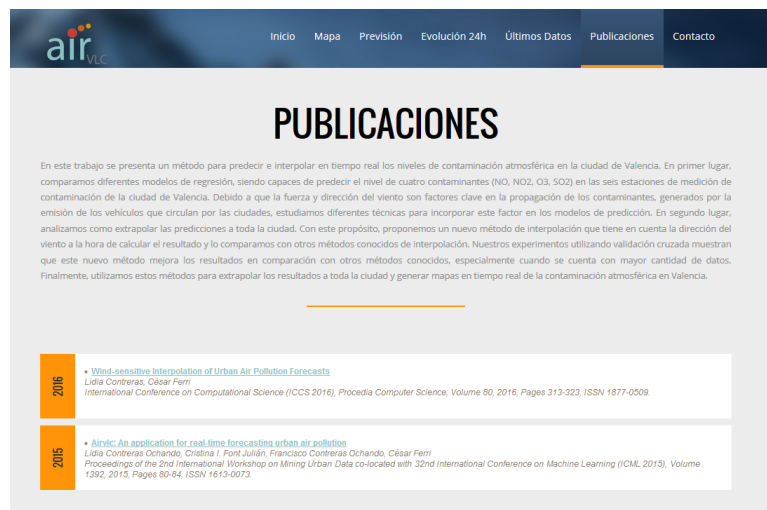 air VLC
Inicio Mapa Previsión Evolución 24h Últimos Datos Publicaciones Contacto
PUBLICACIONES
En este trabajo se presenta un método para predecir e interpolar en tiempo real los niveles de contaminación atmosférica en la ciudad de Valencia. En primer lugar,
comparamos diferentes modelos de regresión, siendo capaces de predecir el nivel de cuatro contaminantes (NO, NO2, O3, SO2) en las seis estaciones de medición de
contaminación de la ciudad de Valencia. Debido a que la fuerza y dirección del viento son factores clave en la propagación de los contaminantes, generados por la
emisión de los vehículos que circulan por las ciudades, estudiamos diferentes técnicas para incorporar este factor en los modelos de predicción. En segundo lugar,
analizamos como extrapolar las predicciones a toda la ciudad. Con este propósito, proponemos un nuevo método de interpolación que tiene en cuenta la dirección del
viento a la hora de calcular el resultado y lo comparamos con otros métodos conocidos de interpolación. Nuestros experimentos utilizando validación cruzada muestran
que este nuevo método mejora los resultados en comparación con otros métodos conocidos, especialmente cuando se cuenta con mayor cantidad de datos.
Finalmente, utilizamos estos métodos para extrapolar los resultados a toda la ciudad y generar mapas en tiempo real de la contaminación atmosférica en Valencia.
2016
• Wind-sensitive Interpolation of Urban Air Pollution Forecasts
Lidia Contreras, César Ferri
International Conference on Computational Science (ICCS 2016), Procedia Computer Science, Volume 80, 2016, Pages 313-323, ISSN 1877-0509.
2015
• Airvlc: An application for real-time forecasting urban air pollution
Lidia Contreras Ochando, Cristina I. Font Julián, Francisco Contreras Ochando, César Ferri
Proceedings of the 2nd International Workshop on Mining Urban Data co-located with 32nd International Conference on Machine Learning (ICML 2015), Volume
1392, 2015, Pages 80-84, ISSN 1613-0073.